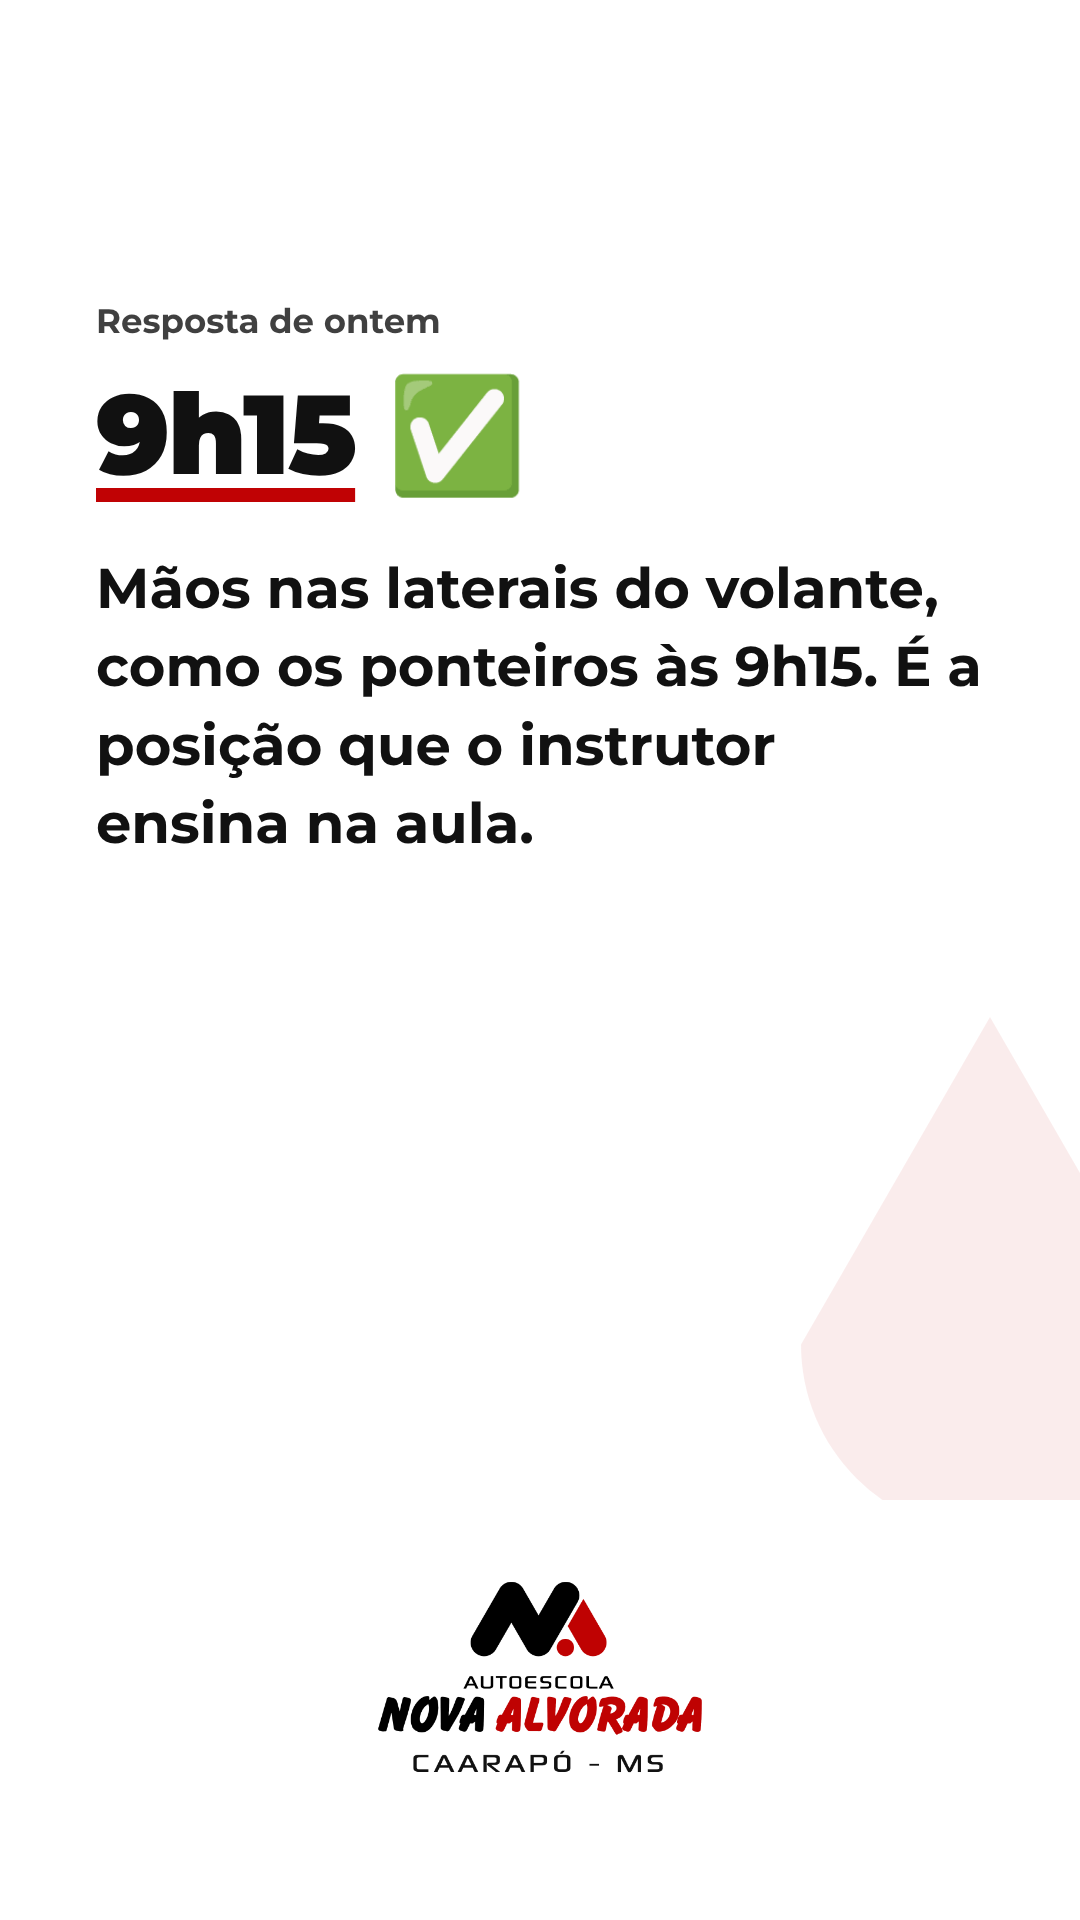 Resposta de ontem
9h15 ✅
Mãos nas laterais do volante,
como os ponteiros às 9h15. É a
posição que o instrutor
ensina na aula.
AUTOESCOLA
NOVA ALVORADA
CAARAPÓ - MS